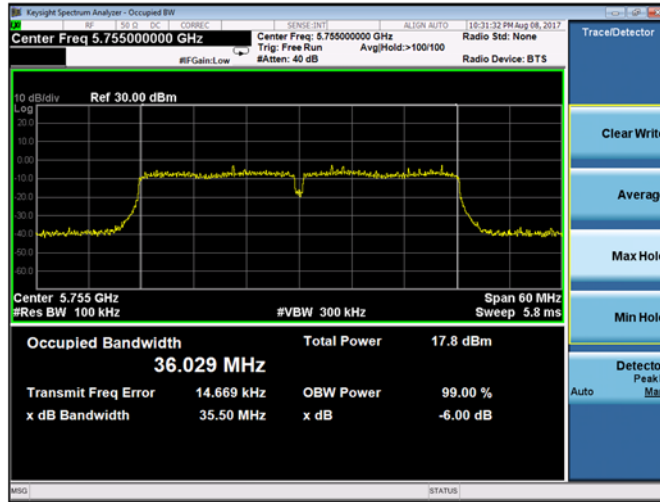 Keysight Spectrum Analyzer - Occupied BW
RF 50 Ω DC CORREC SENSE:INT ALIGN AUTO 10:31:32 PM Aug 08, 2017
Center Freq 5.755000000 GHz
Center Freq: 5.755000000 GHz
Radio Std: None
Trig: Free Run Avg|Hold:>100/100
#IFGain:Low
#Atten: 40 dB
Radio Device: BTS
Trace/Detector
10 dB/div Ref 30.00 dBm
Log
20.0
10.0
0.00
-10.0
-20.0
-30.0
-40.0
-50.0
-60.0
Center 5.755 GHz Span 60 MHz
#Res BW 100 kHz #VBW 300 kHz Sweep 5.8 ms
Occupied Bandwidth Total Power 17.8 dBm
36.029 MHz
Transmit Freq Error 14.669 kHz OBW Power 99.00 %
x dB Bandwidth 35.50 MHz x dB -6.00 dB
Clear Write
Averag
Max Hol
Min Hol
Detecto
Peak
Auto Ma
MSG STATUS